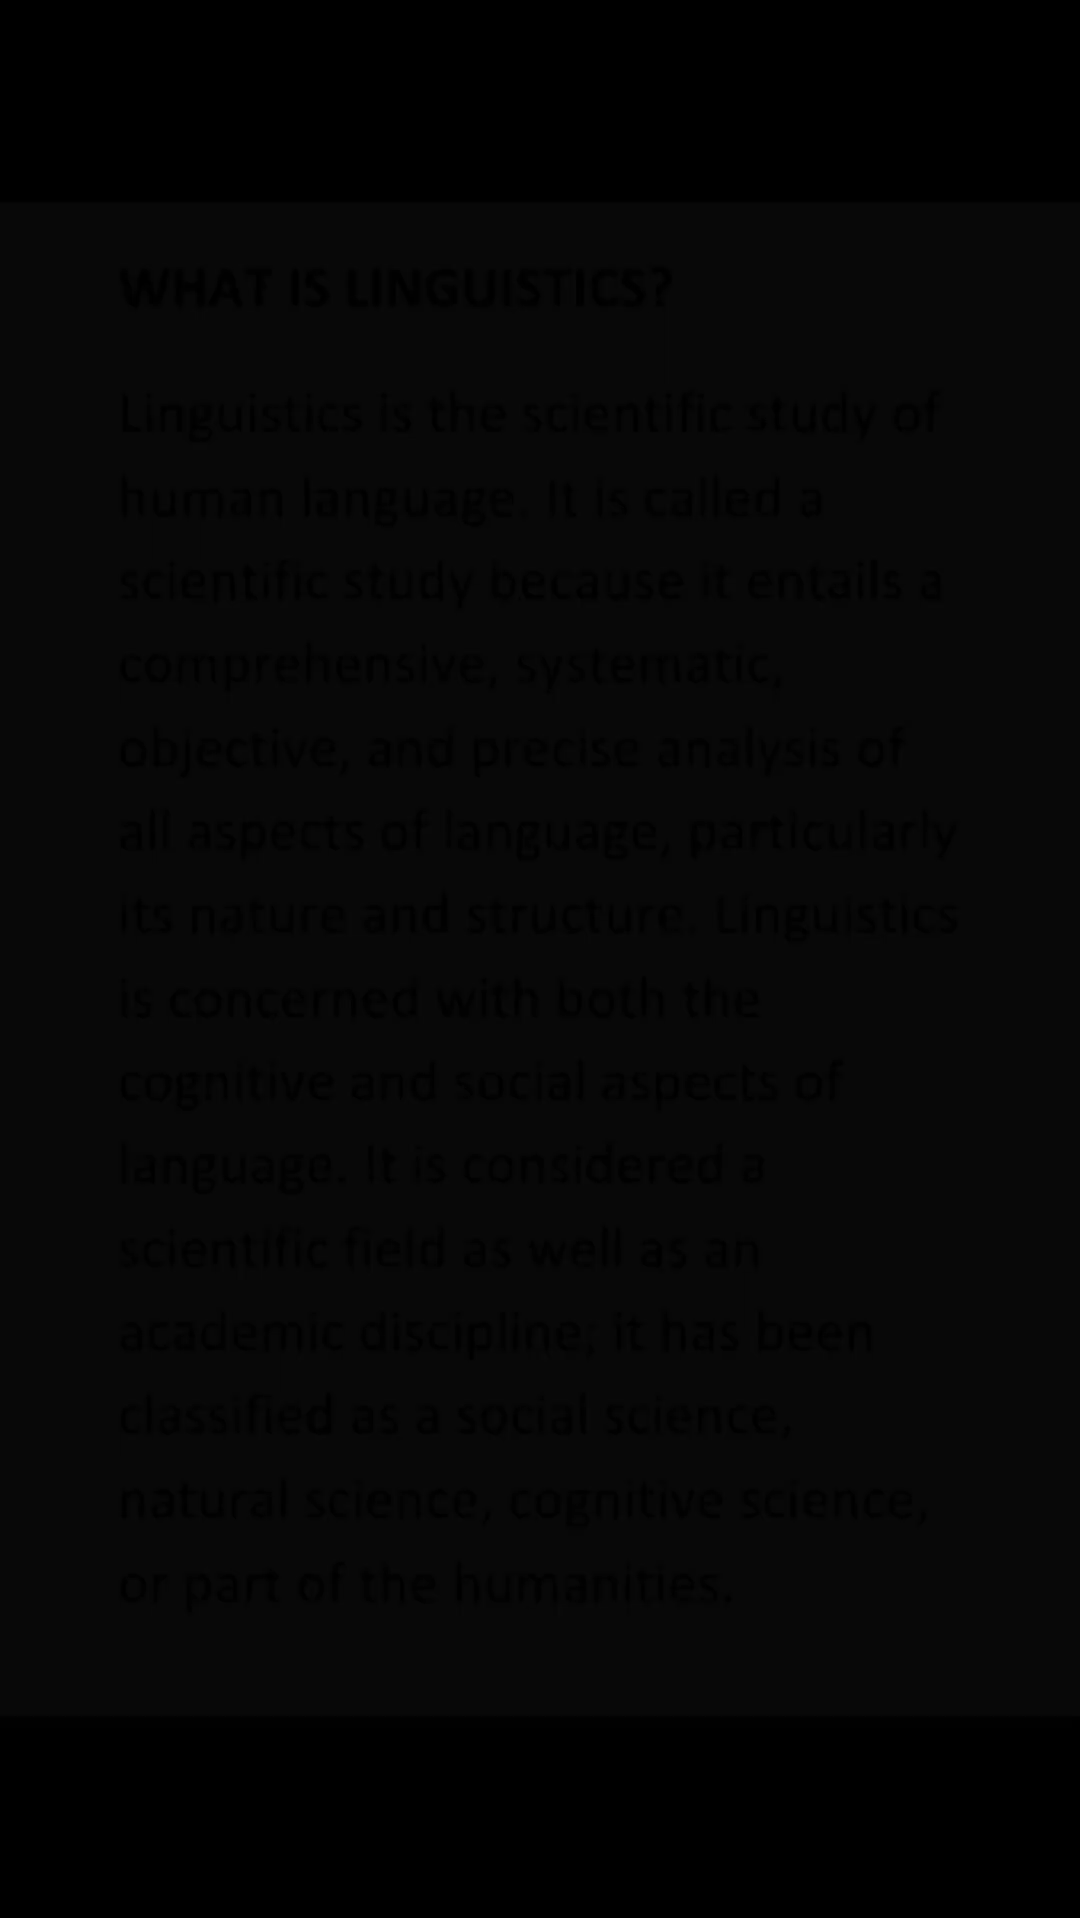 WHAT IS LINGUISTICS?
Linguistics is the scientific study of
human language. It is called a
scientific study because it entails a
comprehensive, systematic,
objective, and precise analysis of
all aspects of language, particularly
its nature and structure. Linguistics
is concerned with both the
cognitive and social aspects of
language. It is considered a
scientific field as well as an
academic discipline; it has been
classified as a social science,
natural science, cognitive science,
or part of the humanities.